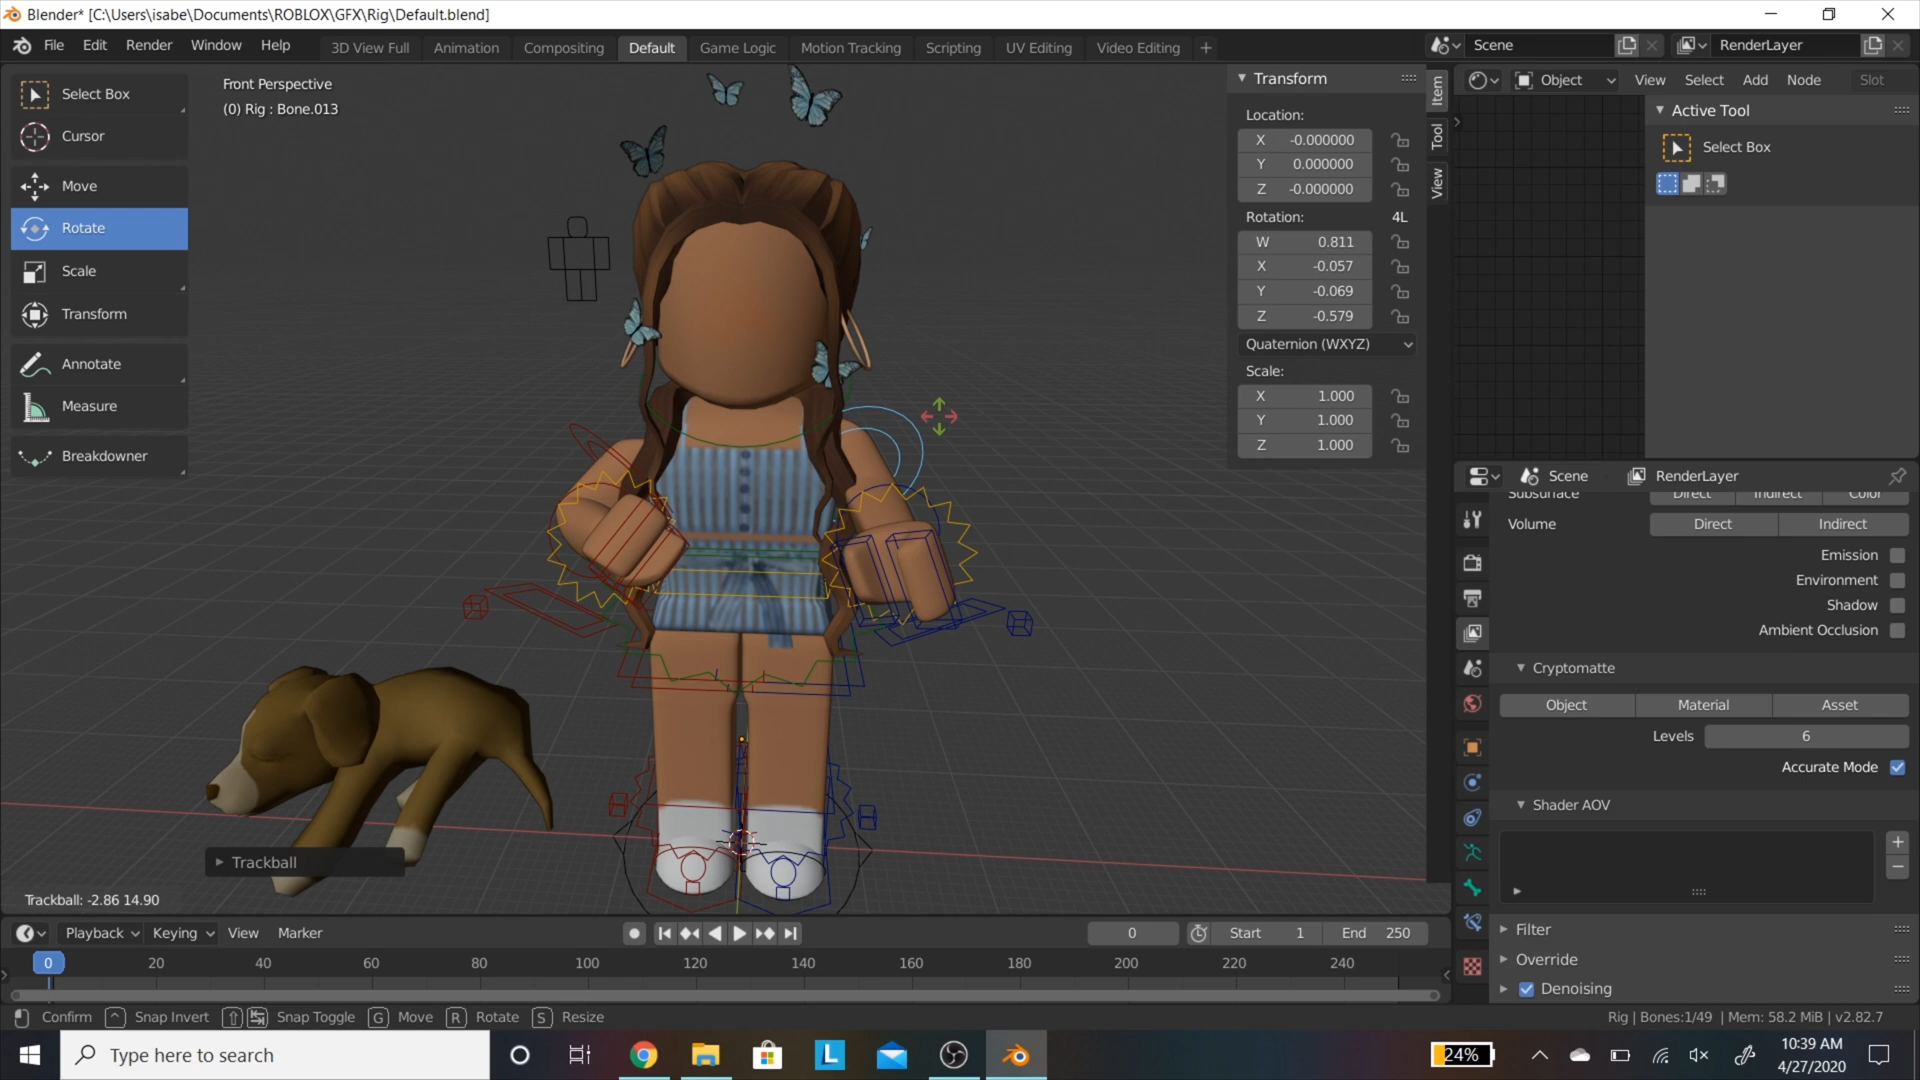 Blender* [C:\Users\isabe\Documents\ROBLOX\GFX\Rig\Default.blend]
File Edit Render Window Help 3D View Full Animation Compositing Default Game Logic Motion Tracking Scripting UV Editing Video Editing + Scene RenderLayer
Select Box
Cursor
Move
Rotate
Scale
Transform
Annotate
Measure
Breakdowner
Front Perspective
(0) Rig : Bone.013
Transform
Location:
X -0.000000
Y 0.000000
Z -0.000000
Rotation: 4L
W 0.811
X -0.057
Y -0.069
Z -0.579
Quaternion (WXYZ)
Scale:
X 1.000
Y 1.000
Z 1.000
Item
Tool
View
Object View Select Add Node Slot
Active Tool
Select Box
Scene RenderLayer
Subsurface Direct Indirect Color
Volume Direct Indirect
Emission
Environment
Shadow
Ambient Occlusion
Cryptomatte
Object Material Asset
Levels 6
Accurate Mode
Shader AOV
Filter
Override
Denoising
Trackball
Trackball: -2.86 14.90
Playback Keying View Marker 0 Start 1 End 250
0 20 40 60 80 100 120 140 160 180 200 220 240
Confirm Snap Invert Snap Toggle G Move R Rotate S Resize Rig | Bones:1/49 | Mem: 58.2 MiB | v2.82.7
Type here to search
L
24%
10:39 AM
4/27/2020